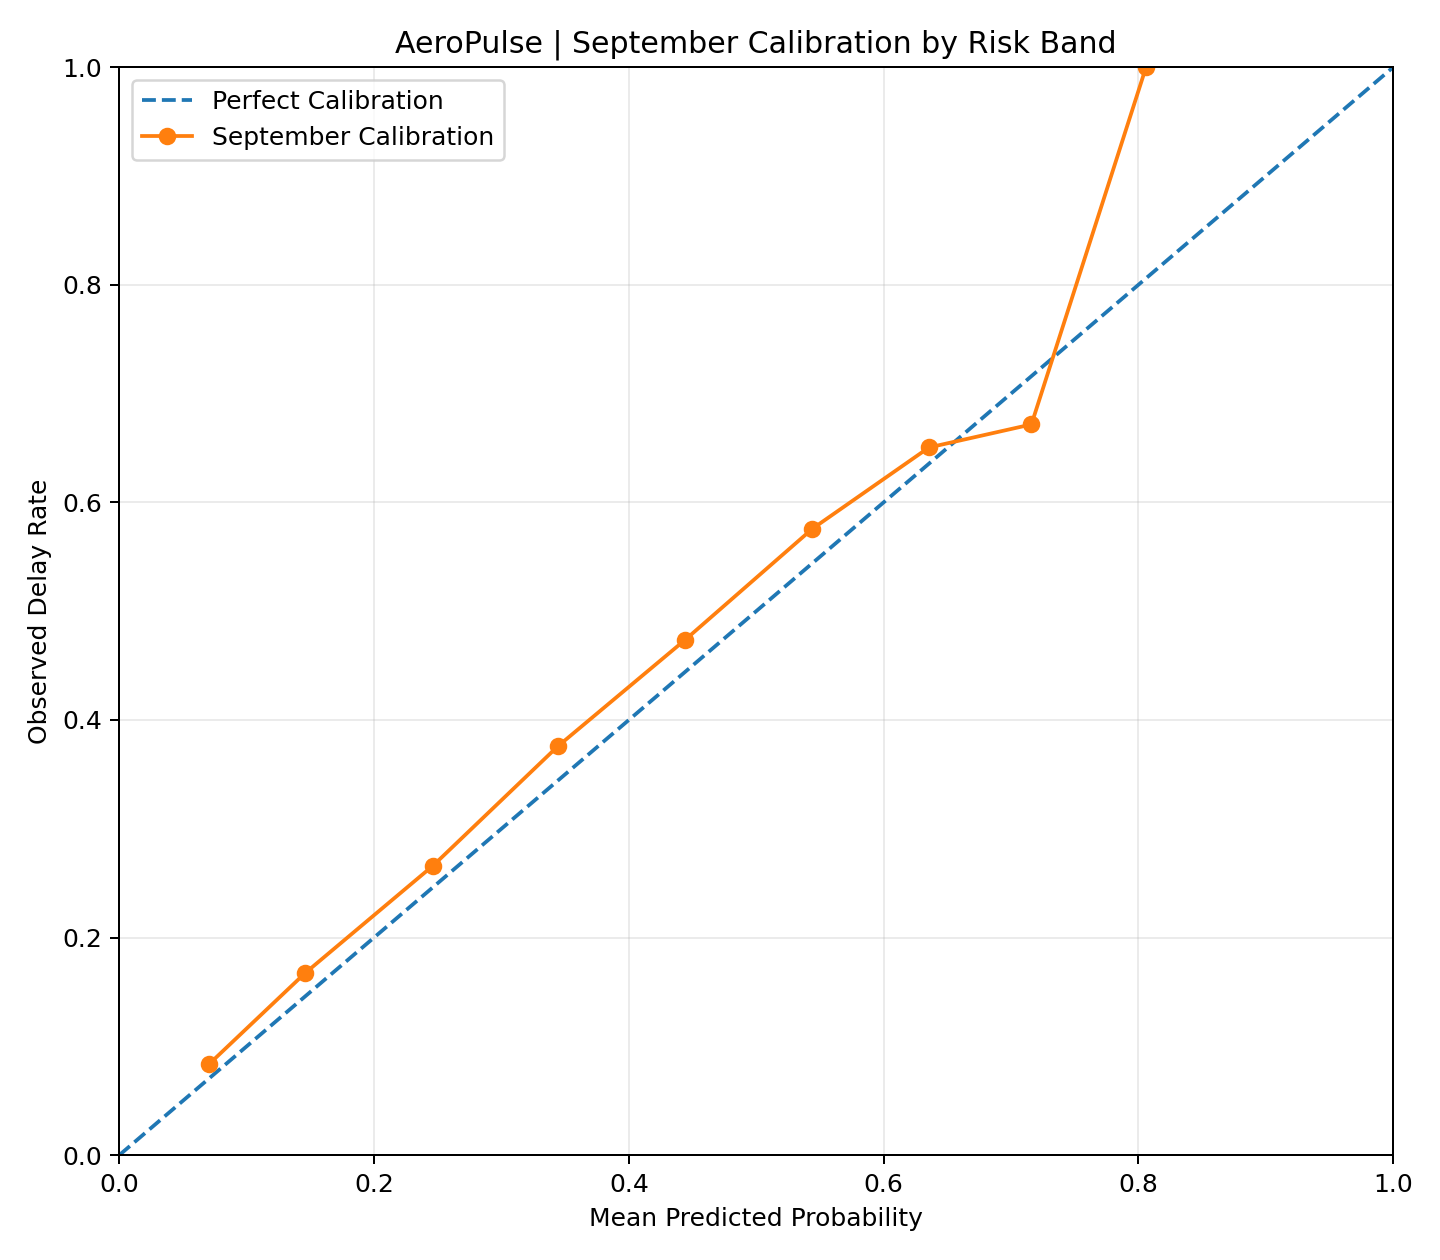 AeroPulse | September Calibration by Risk Band
Perfect Calibration
September Calibration
Observed Delay Rate
1.0
0.8
0.6
0.4
0.2
0.0
0.0 0.2 0.4 0.6 0.8 1.0
Mean Predicted Probability